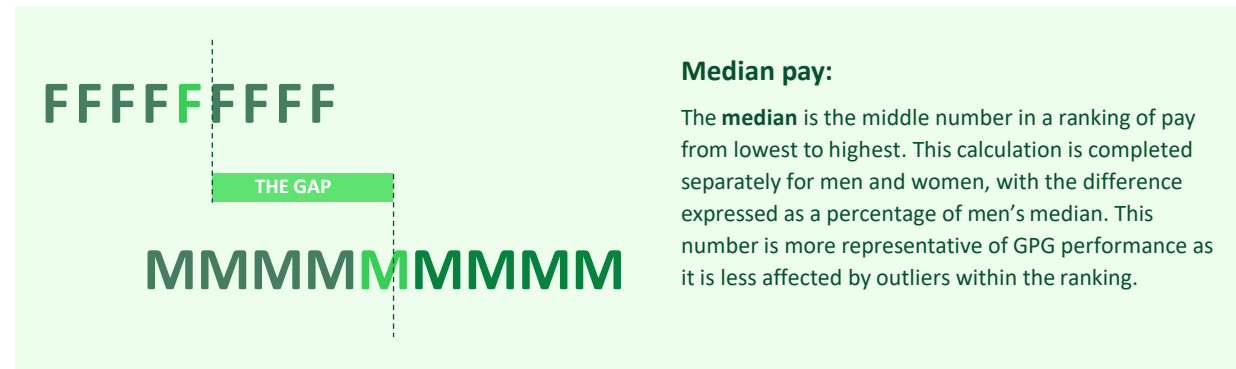 FFFFFFFFF
THE GAP
MMMMMMMMM
Median pay:
The median is the middle number in a ranking of pay
from lowest to highest. This calculation is completed
separately for men and women, with the difference
expressed as a percentage of men's median. This
number is more representative of GPG performance as
it is less affected by outliers within the ranking.